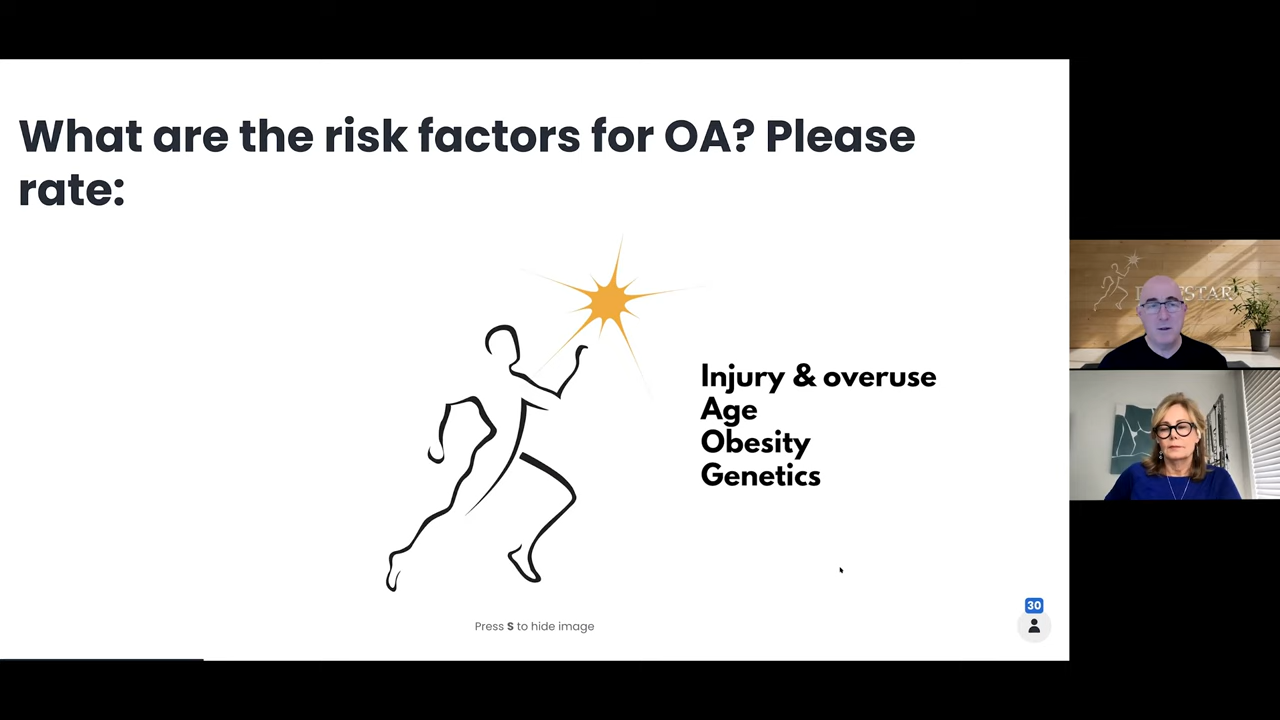 What are the risk factors for OA? Please
rate:
Injury & overuse
Age
Obesity
Genetics
Press S to hide image
30